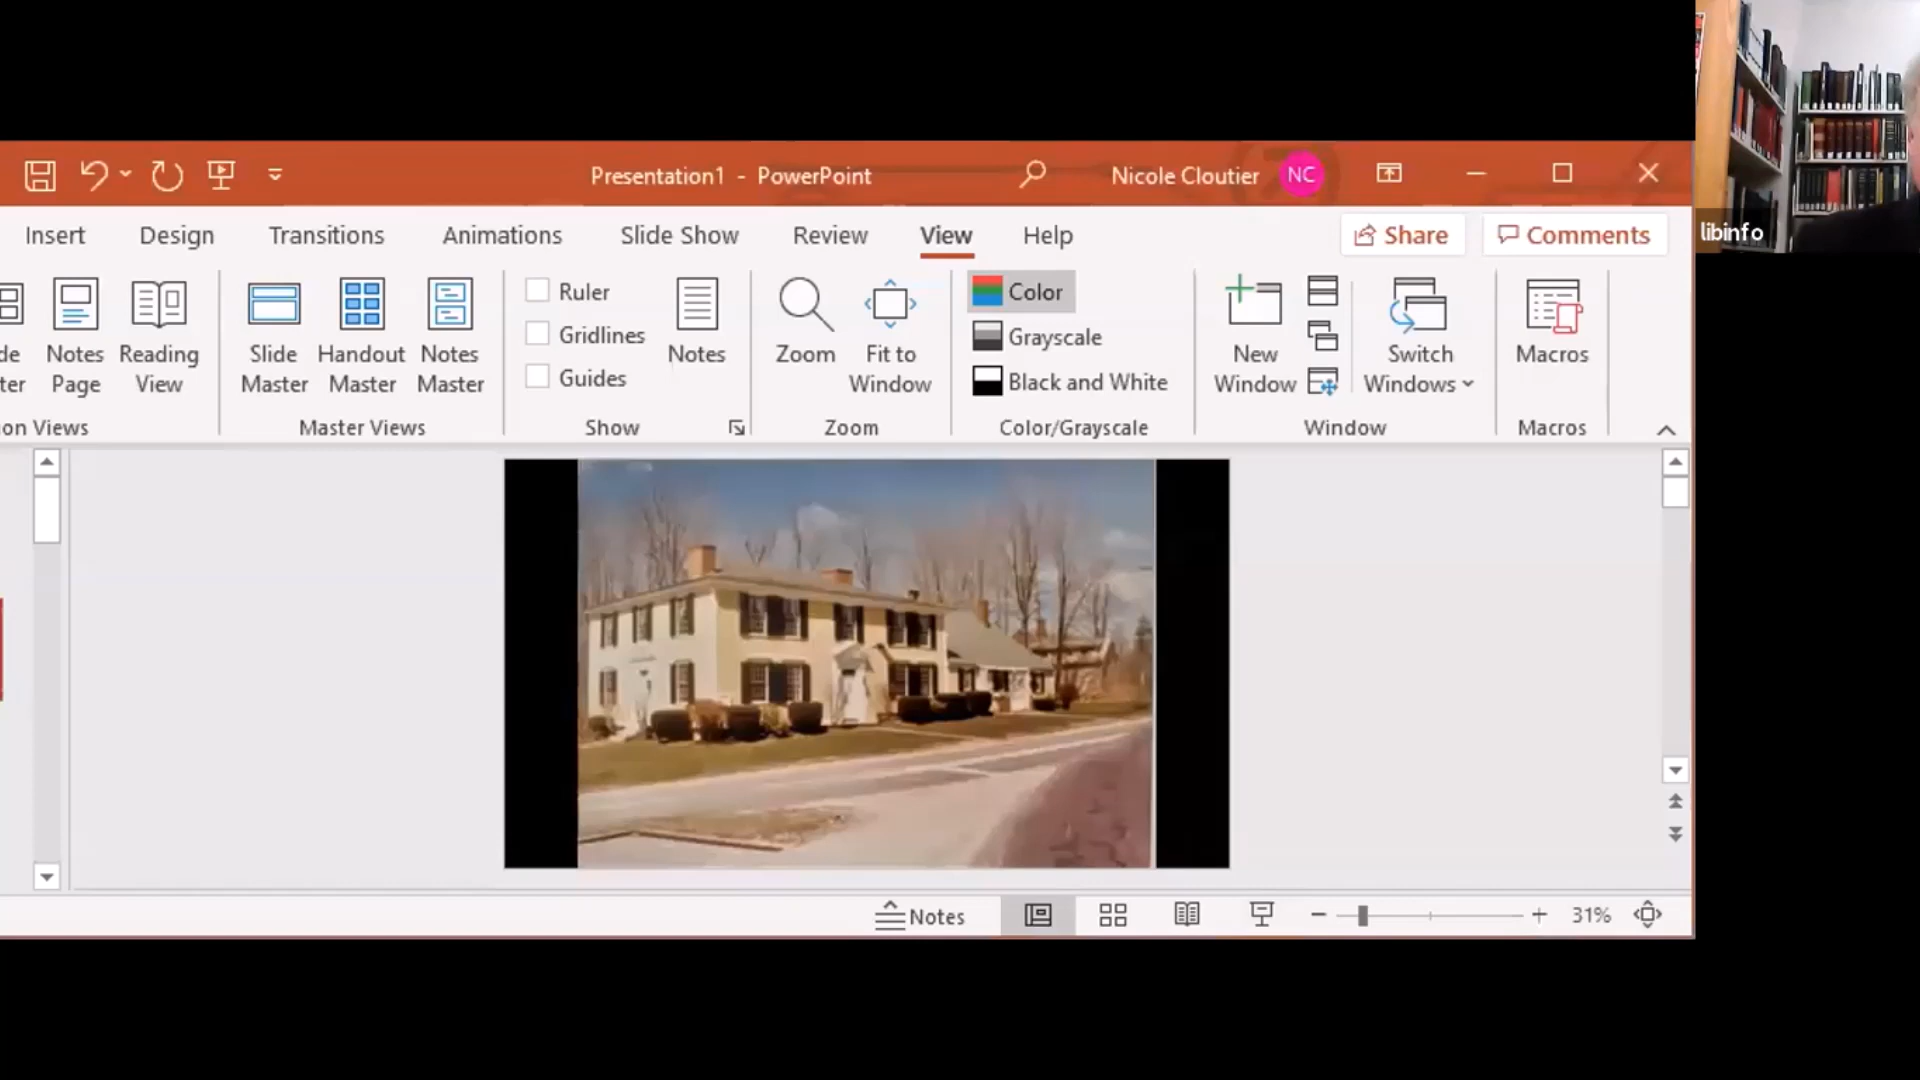 Presentation1 - PowerPoint
Nicole Cloutier NC
Insert Design Transitions Animations Slide Show Review View Help Share Comments
libinfo
de
ter
Notes
Page
Reading
View
Slide
Master
Handout
Master
Notes
Master
Ruler
Gridlines
Guides
Notes
Zoom
Fit to
Window
Color
Grayscale
Black and White
New
Window
Switch
Windows
Macros
on Views Master Views Show Zoom Color/Grayscale Window Macros
Notes 31%